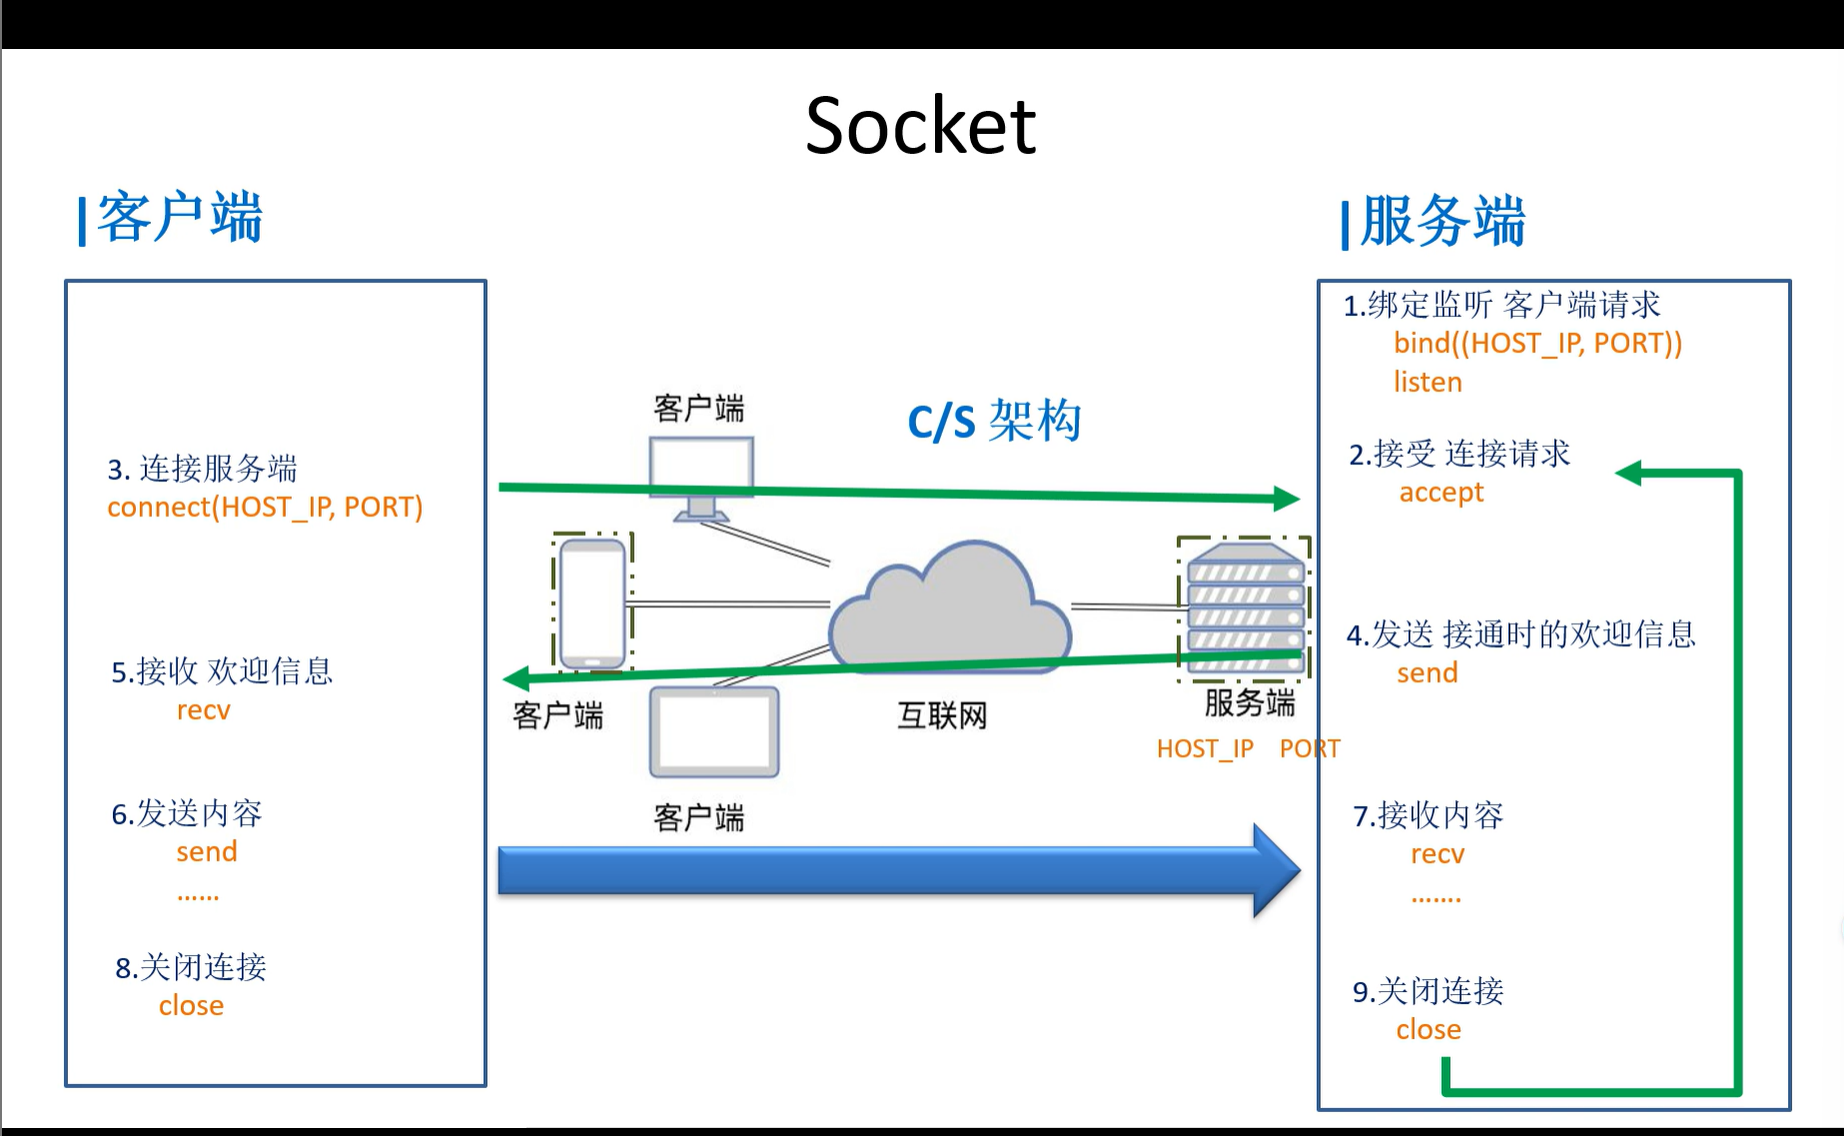 Socket
|客户端
3. 连接服务端
connect(HOST_IP, PORT)
5.接收 欢迎信息
recv
6.发送内容
send
......
8.关闭连接
close
C/S 架构
客户端
客户端
客户端
互联网
服务端
HOST_IP PORT
|服务端
1.绑定监听 客户端请求
bind((HOST_IP, PORT))
listen
2.接受 连接请求
accept
4.发送 接通时的欢迎信息
send
7.接收内容
recv
.......
9.关闭连接
close